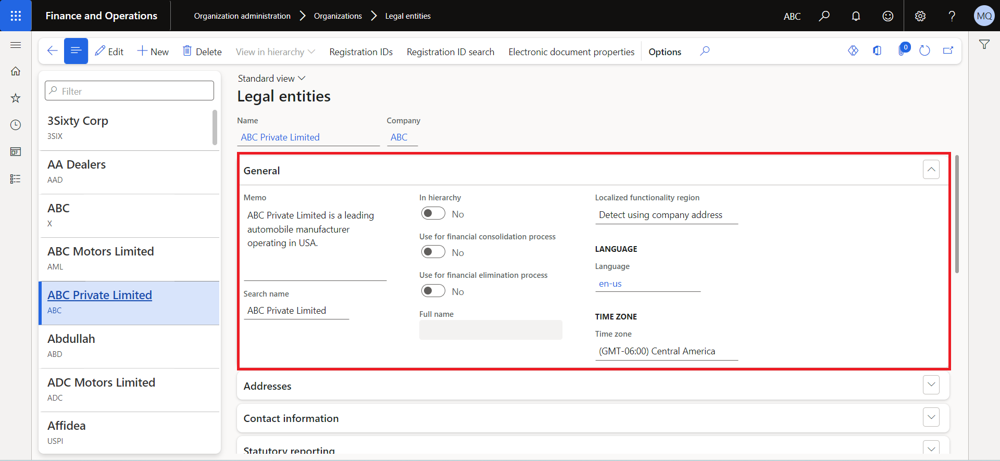 Finance and Operations
Organization administration
Organizations
Legal entities
ABC
MQ
Edit
New
Delete
View in hierarchy
Registration IDs
Registration ID search
Electronic document properties
Options
0
Filter
3Sixty Corp
3SIX
AA Dealers
AAD
ABC
X
ABC Motors Limited
AML
ABC Private Limited
ABC
Abdullah
ABD
ADC Motors Limited
ADC
Affidea
USPI
Standard view
Legal entities
Name
Company
ABC Private Limited
ABC
General
Memo
ABC Private Limited is a leading
automobile manufacturer
operating in USA.
Search name
ABC Private Limited
In hierarchy
No
Use for financial consolidation process
No
Use for financial elimination process
No
Full name
Localized functionality region
Detect using company address
LANGUAGE
Language
en-us
TIME ZONE
Time zone
(GMT-06:00) Central America
Addresses
Contact information
Statutory reporting